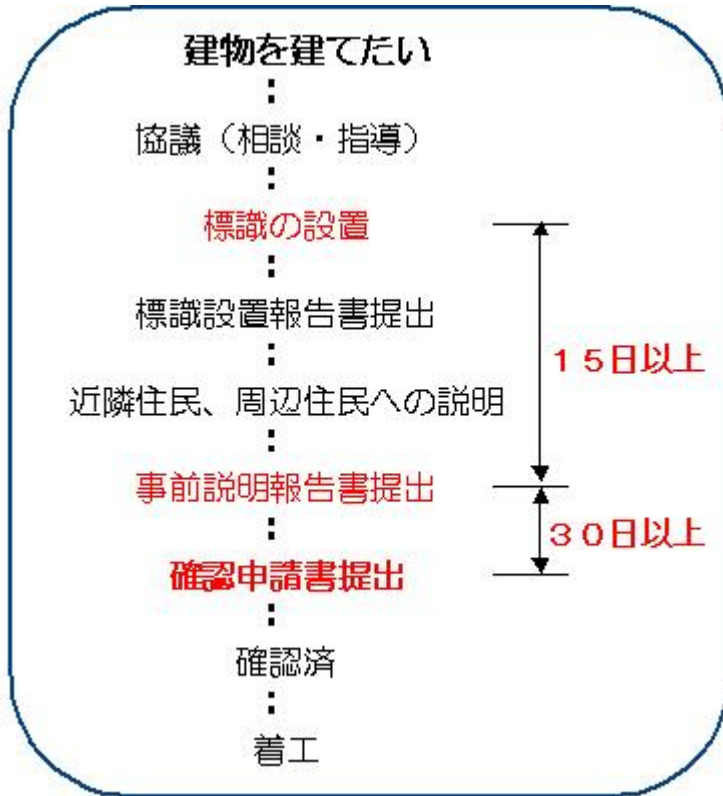 建物を建てたい
協議（相談・指導）
標識の設置
標識設置報告書提出
１５日以上
近隣住民、周辺住民への説明
事前説明報告書提出
３０日以上
確認申請書提出
確認済
着工